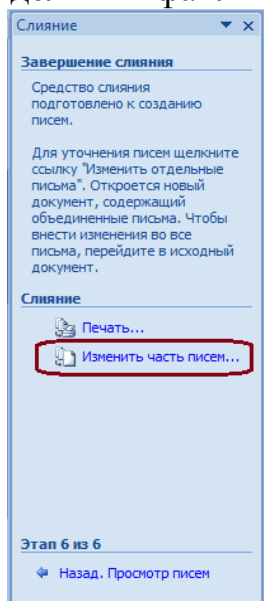 Слияние
Завершение слияния
Средство слияния
подготовлено к созданию
писем.
Для уточнения писем щелкните
ссылку "Изменить отдельные
письма". Откроется новый
документ, содержащий
объединенные письма. Чтобы
внести изменения во все
письма, перейдите в исходный
документ.
Слияние
Печать...
Изменить часть писем...
Этап 6 из 6
Назад. Просмотр писем